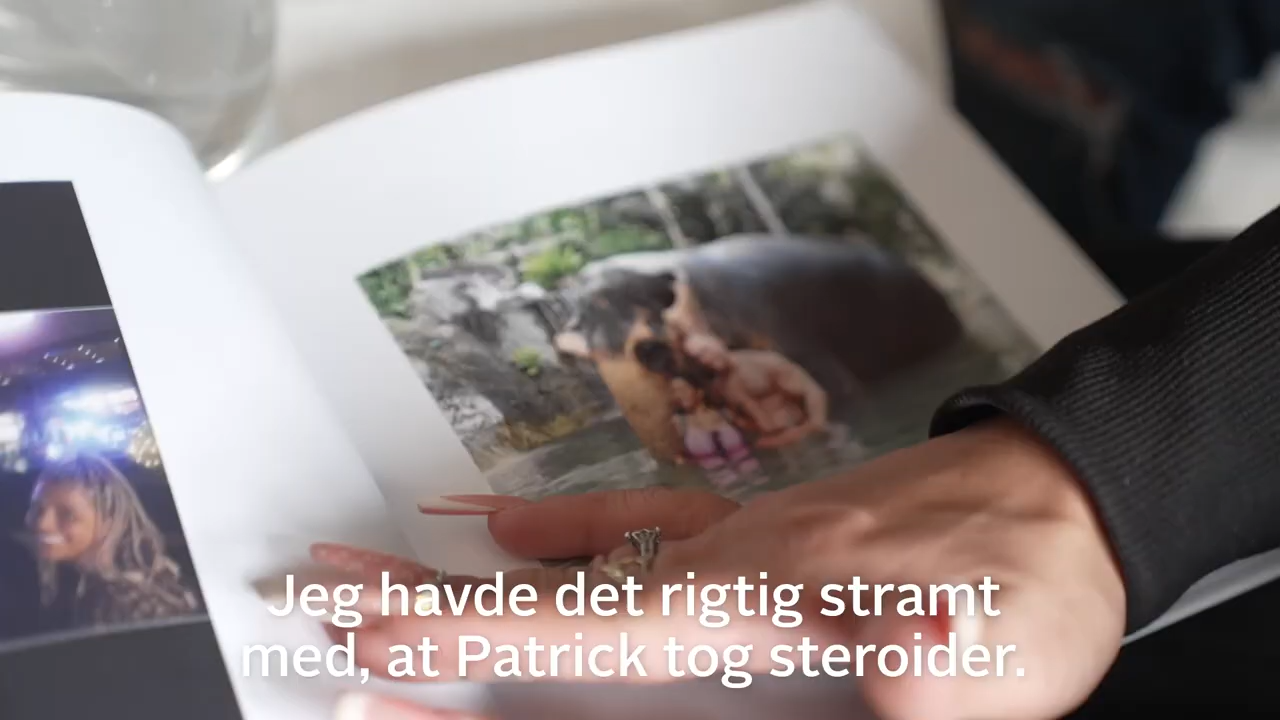 Jeg havde det rigtig stramt
med, at Patrick tog steroider.